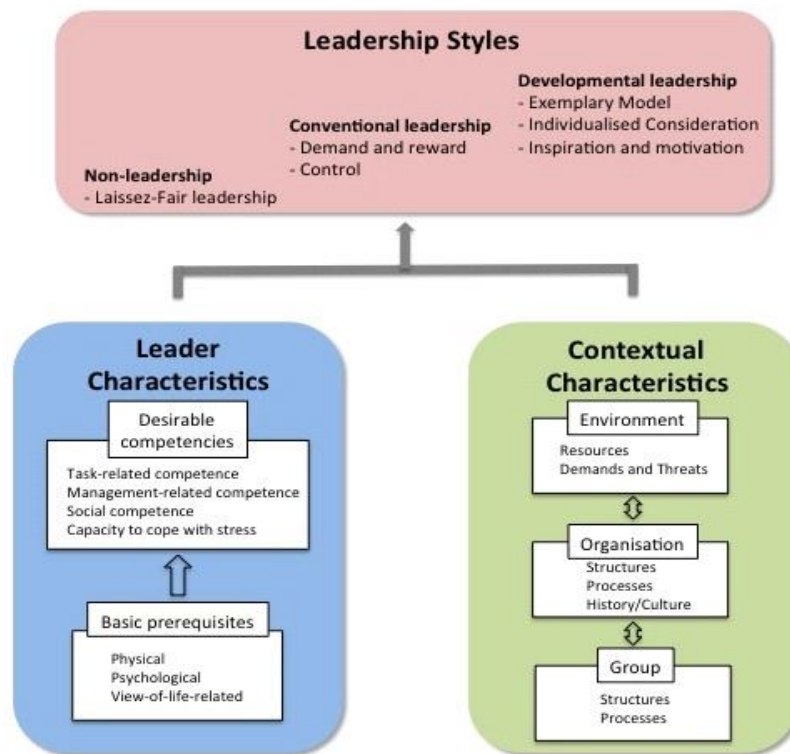 Leadership Styles
Non-leadership
- Laissez-Fair leadership
Conventional leadership
- Demand and reward
- Control
Developmental leadership
- Exemplary Model
- Individualised Consideration
- Inspiration and motivation
Leader
Characteristics
Desirable
competencies
Task-related competence
Management-related competence
Social competence
Capacity to cope with stress
Basic prerequisites
Physical
Psychological
View-of-life-related
Contextual
Characteristics
Environment
Resources
Demands and Threats
Organisation
Structures
Processes
History/Culture
Group
Structures
Processes